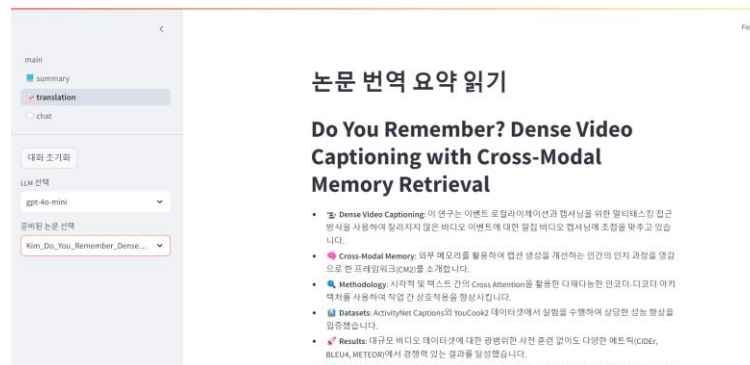 Fo
main
summary
translation
chat
대화 초기화
LLM 선택
gpt-4o-mini
준비된 논문 선택
Kim_Do_You_Remember_Dense...
논문 번역 요약 읽기
Do You Remember? Dense Video
Captioning with Cross-Modal
Memory Retrieval
Dense Video Captioning: 이 연구는 이벤트 로컬라이제이션과 캡셔닝을 위한 멀티태스킹 접근
방식을 사용하여 잘라지지 않은 비디오 이벤트에 대한 밀집 비디오 캡셔닝에 초점을 맞추고 있습
니다.
Cross-Modal Memory: 외부 메모리를 활용하여 캡션 생성을 개선하는 인간의 인지 과정을 영감
으로 한 프레임워크(CM2)를 소개합니다.
Methodology: 시각적 및 텍스트 간의 Cross Attention을 활용한 다재다능한 인코더-디코더 아키
텍처를 사용하여 작업 간 상호작용을 향상시킵니다.
Datasets: ActivityNet Captions와 YouCook2 데이터셋에서 실험을 수행하여 상당한 성능 향상을
입증했습니다.
Results: 대규모 비디오 데이터셋에 대한 광범위한 사전 훈련 없이도 다양한 메트릭(CIDEr,
BLEU4, METEOR)에서 경쟁력 있는 결과를 달성했습니다.